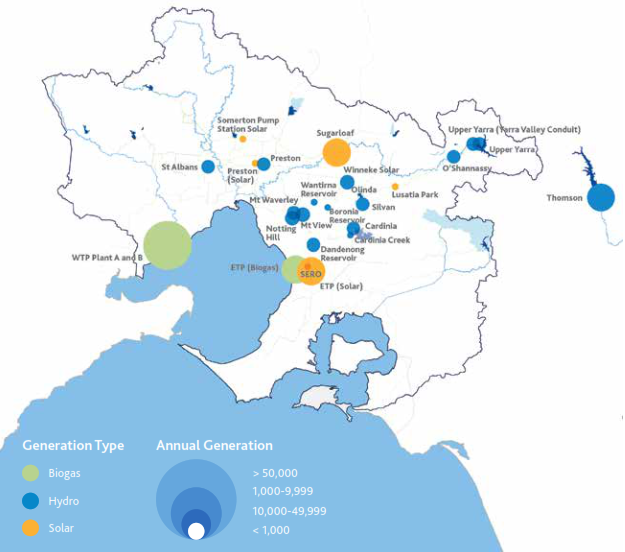 Somerton Pump
Station Solar
Sugarloaf
Upper Yarra (Yarra Valley Conduit)
Upper Yarra
St Albans
Preston
Preston
(Solar)
Winneke Solar
O'Shannassy
Wantirna
Reservoir
Olinda
Lusatia Park
Thomson
Mt Waverley
Silvan
Boronia
Reservoir
Notting
Hill
Mt View
Cardinia
Cardinia Creek
Dandenong
Reservoir
WTP Plant A and B
ETP (Biogas)
SERO
ETP (Solar)
Generation Type
Biogas
Hydro
Solar
Annual Generation
> 50,000
1,000-9,999
10,000-49,999
< 1,000